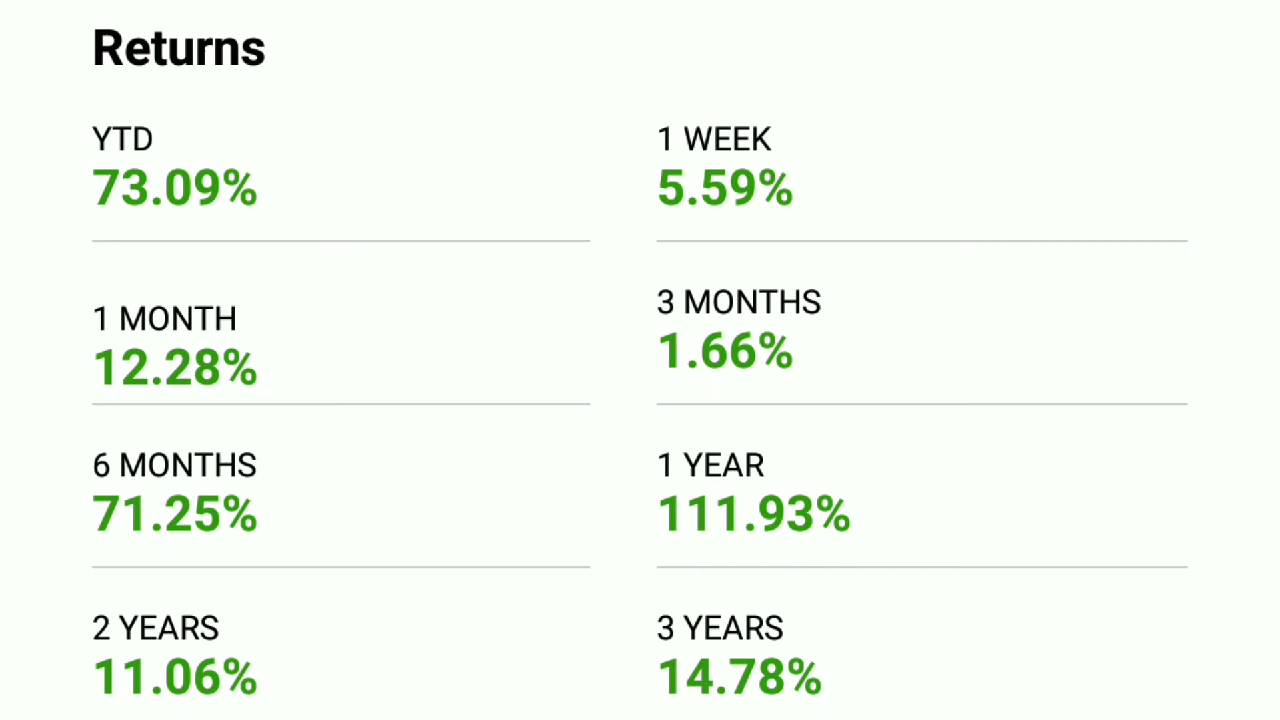 Returns
YTD
73.09%
1 WEEK
5.59%
1 MONTH
12.28%
3 MONTHS
1.66%
6 MONTHS
71.25%
1 YEAR
111.93%
2 YEARS
11.06%
3 YEARS
14.78%